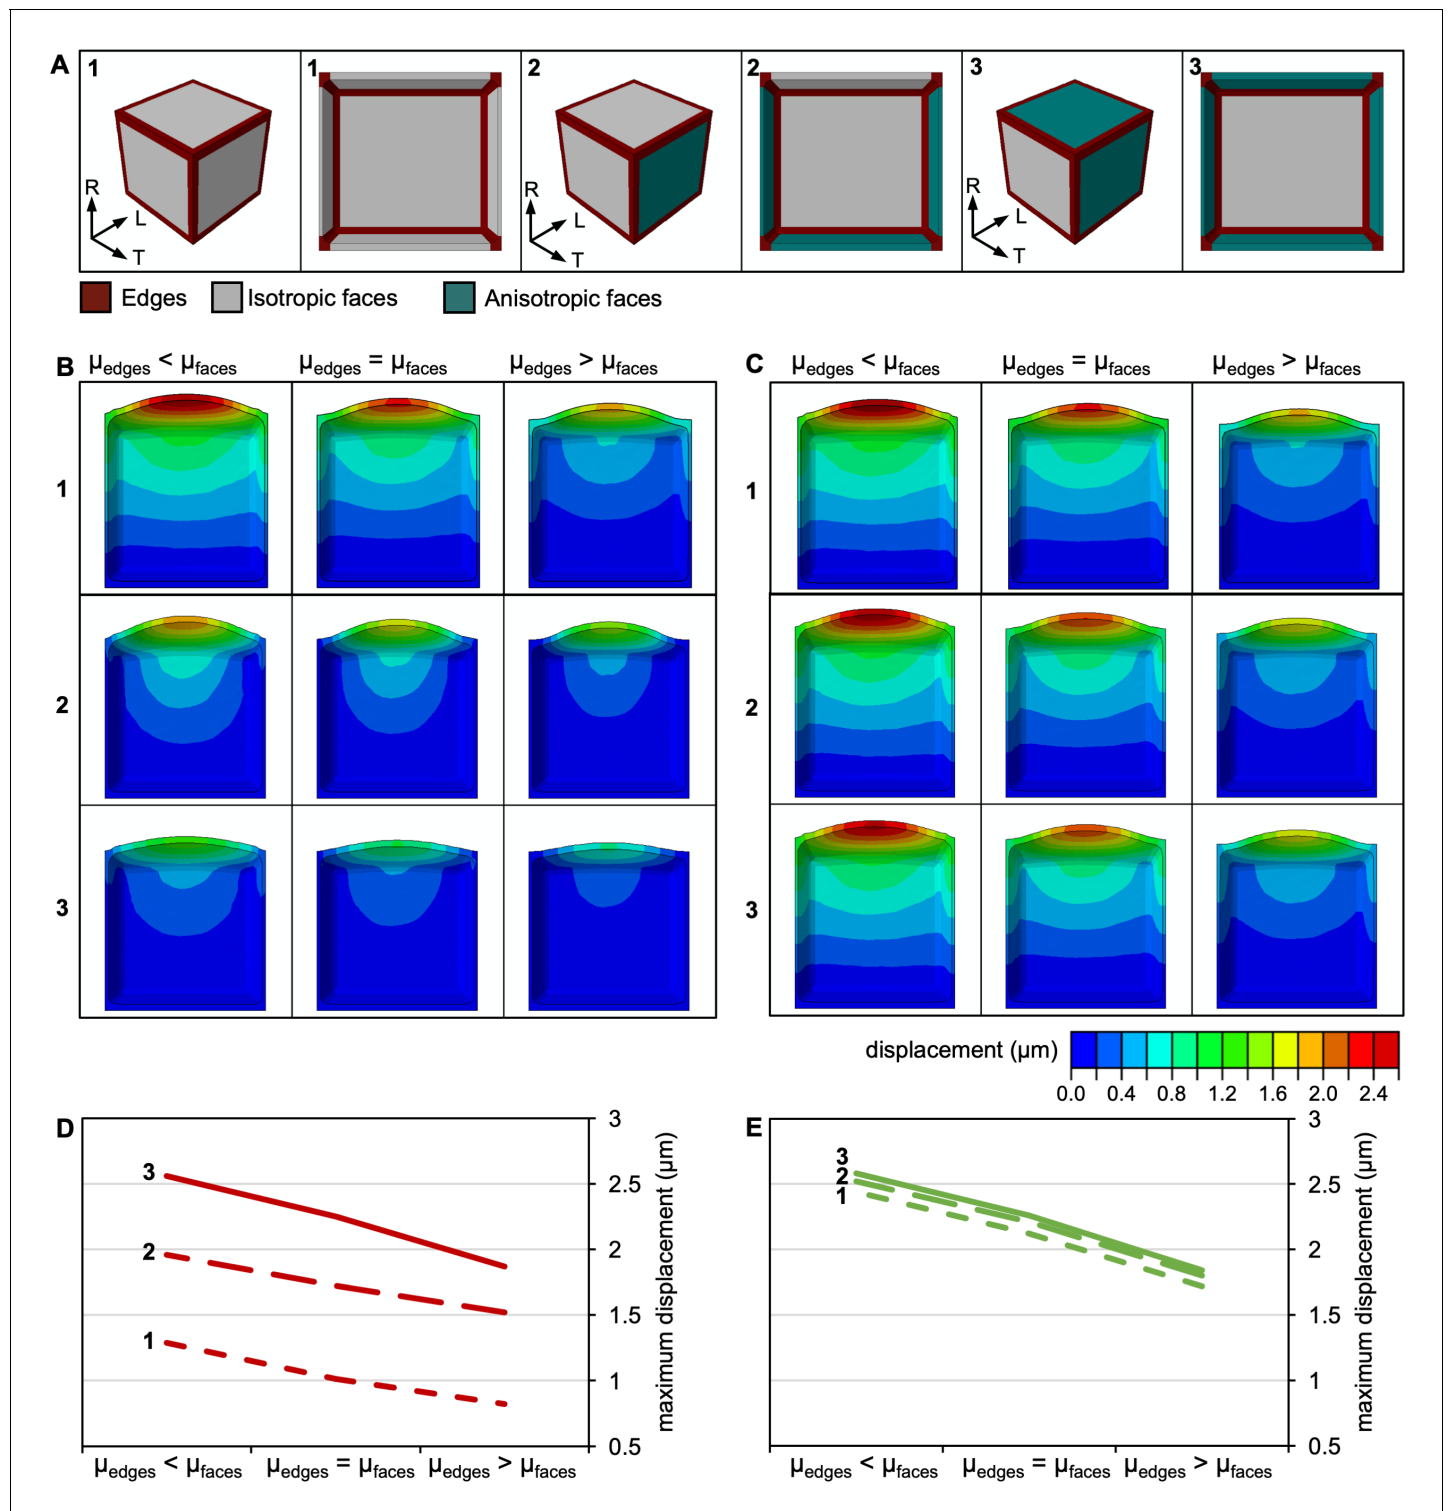 A
1 1 2 2 3 3
R L T R L T R L T
Edges Isotropic faces Anisotropic faces
B μedges < μfaces μedges = μfaces μedges > μfaces
C μedges < μfaces μedges = μfaces μedges > μfaces
1 1
2 2
3 3
displacement (μm)
0.0 0.4 0.8 1.2 1.6 2.0 2.4
D
3
2
1
3
2.5
2
1.5
1
0.5
maximum displacement (μm)
μedges < μfaces μedges = μfaces μedges > μfaces
E
3
2
1
3
2.5
2
1.5
1
0.5
maximum displacement (μm)
μedges < μfaces μedges = μfaces μedges > μfaces